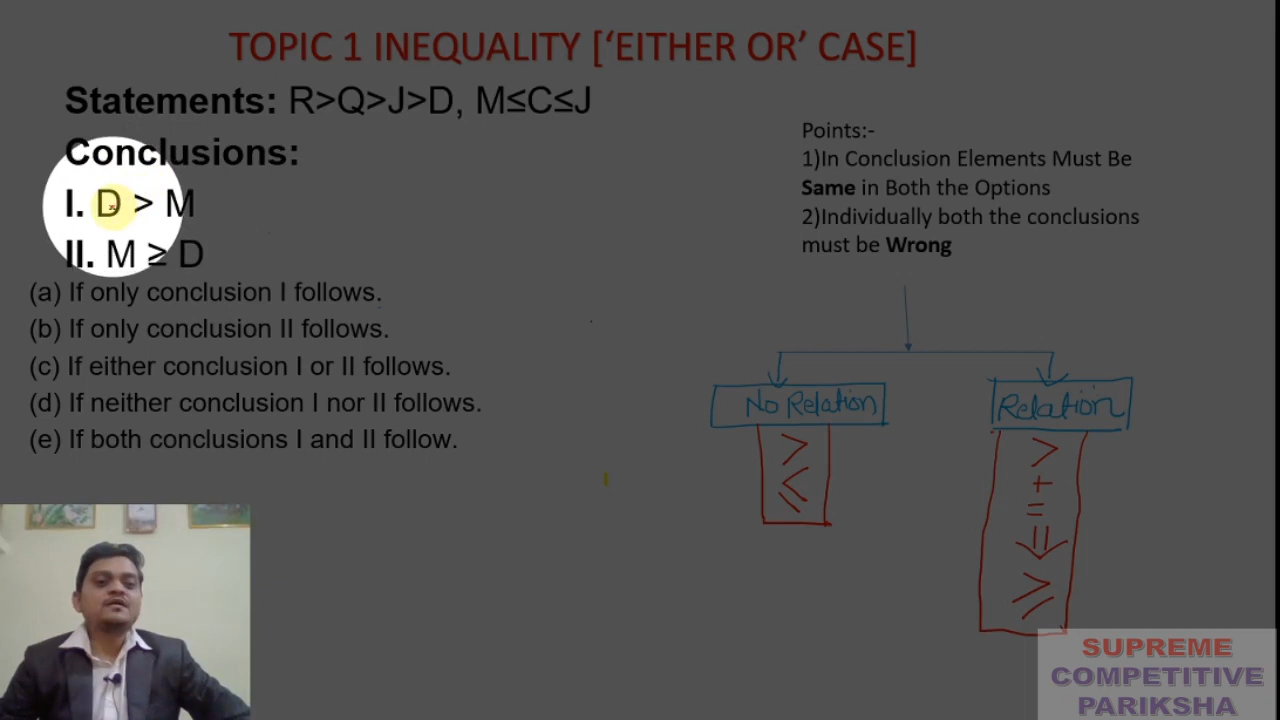 TOPIC 1 INEQUALITY ['EITHER OR' CASE]
Statements: R>Q>J>D, M≤C≤J
Conclusions:
I. D > M
II. M ≥ D
(a) If only conclusion I follows.
(b) If only conclusion II follows.
(c) If either conclusion I or II follows.
(d) If neither conclusion I nor II follows.
(e) If both conclusions I and II follow.
Points:-
1)In Conclusion Elements Must Be
Same in Both the Options
2)Individually both the conclusions
must be Wrong
No Relation
>
≤
Relation
>
+
=
⇓
≥
SUPREME
COMPETITIVE
PARIKSHA